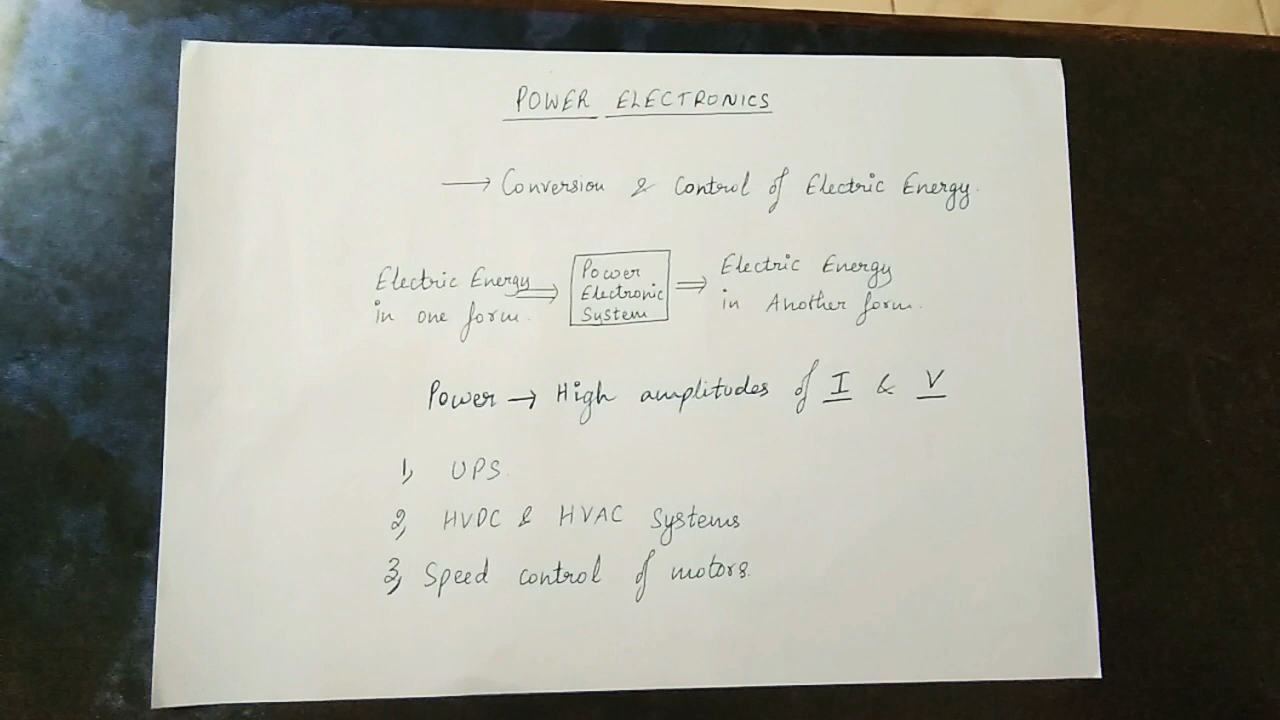 POWER ELECTRONICS
→ Conversion & Control of Electric Energy.
Electric Energy
in one form.
⇒
Power
Electronic
System
⇒
Electric Energy
in Another form.
Power → High amplitudes of I & V
1, UPS.
2, HVDC & HVAC Systems
3, Speed control of motors.